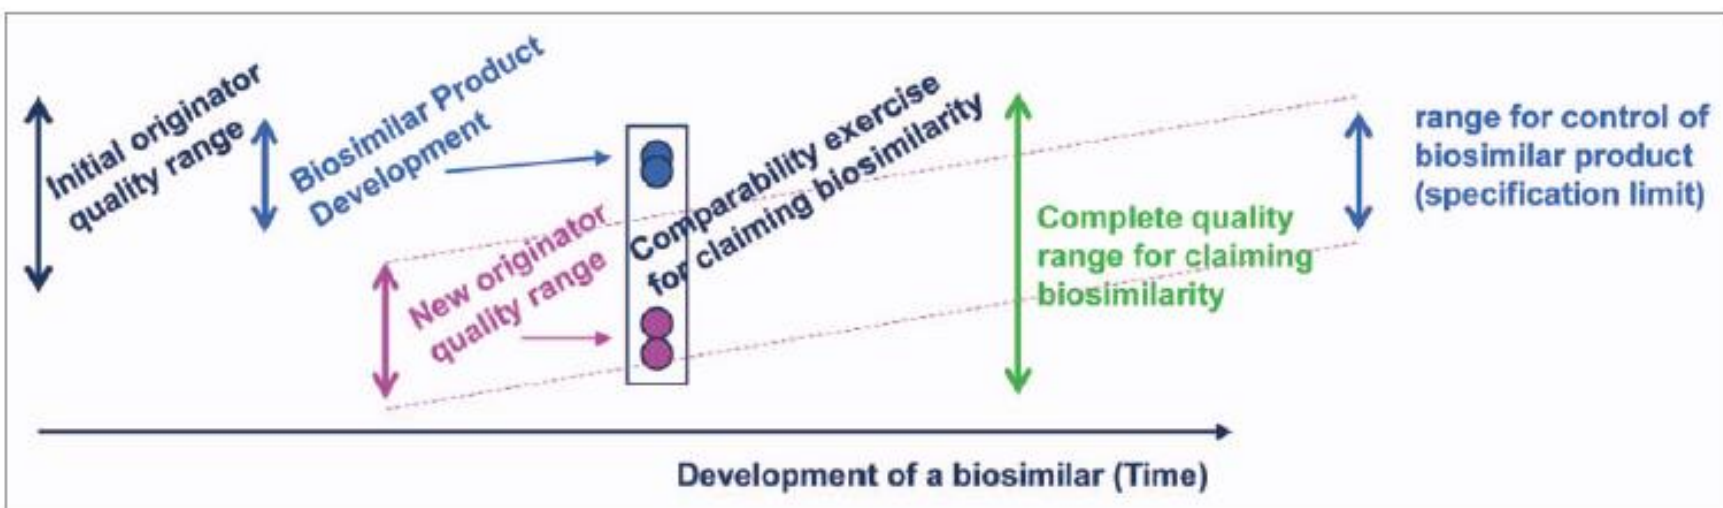 Initial originator
quality range
Biosimilar Product
Development
New originator
quality range
Comparability exercise
for claiming biosimilarity
Complete quality
range for claiming
biosimilarity
range for control of
biosimilar product
(specification limit)
Development of a biosimilar (Time)